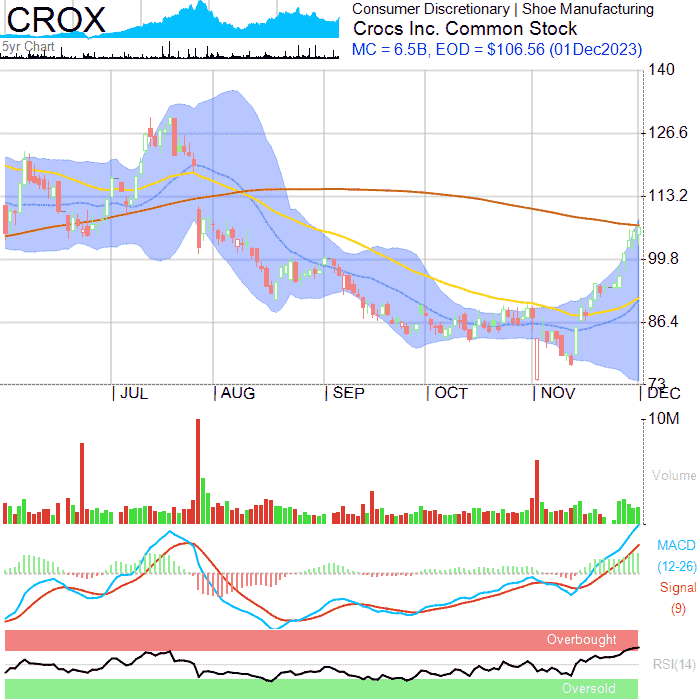 CROX
5yr Chart
Consumer Discretionary | Shoe Manufacturing
Crocs Inc. Common Stock
MC = 6.5B, EOD = $106.56 (01Dec2023)
140
126.6
113.2
99.8
86.4
73
| JUL | AUG | SEP | OCT | NOV | DEC
10M
Volume
MACD
(12-26)
Signal
(9)
Overbought
RSI(14)
Oversold